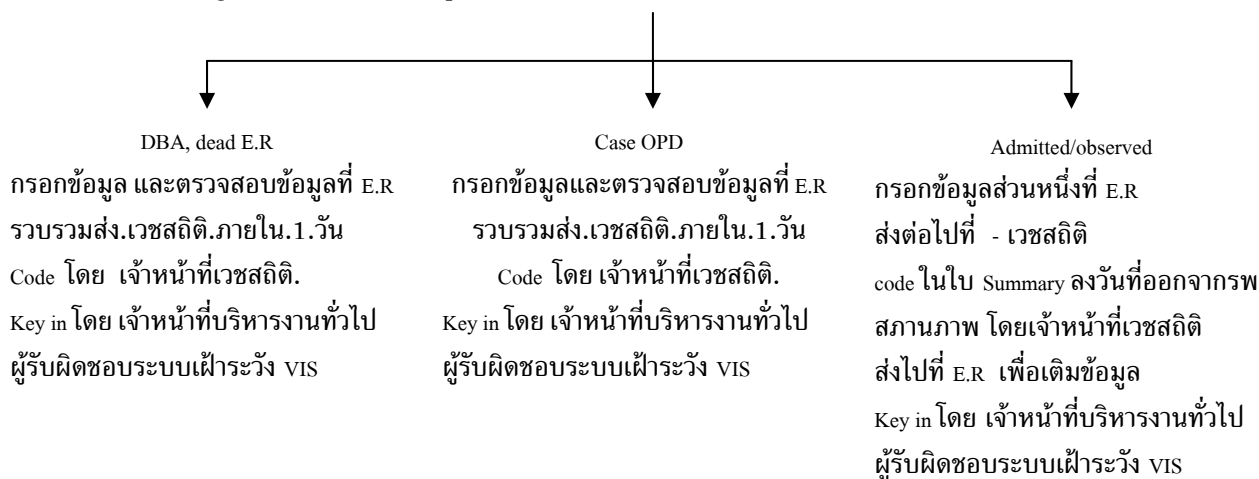 DBA, dead E.R
กรอกข้อมูล และตรวจสอบข้อมูลที่ E.R
รวบรวมส่ง.เวชสถิติ.ภายใน.1.วัน
Code โดย เจ้าหน้าที่เวชสถิติ.
Key in โดย เจ้าหน้าที่บริหารงานทั่วไป
ผู้รับผิดชอบระบบเฝ้าระวัง VIS
Case OPD
กรอกข้อมูลและตรวจสอบข้อมูลที่ E.R
รวบรวมส่ง.เวชสถิติ.ภายใน.1.วัน
Code โดย เจ้าหน้าที่เวชสถิติ.
Key in โดย เจ้าหน้าที่บริหารงานทั่วไป
ผู้รับผิดชอบระบบเฝ้าระวัง VIS
Admitted/observed
กรอกข้อมูลส่วนหนึ่งที่ E.R
ส่งต่อไปที่ - เวชสถิติ
code ในใบ Summary ลงวันที่ออกจากรพ
สภานภาพ โดยเจ้าหน้าที่เวชสถิติ
ส่งไปที่ E.R เพื่อเติมข้อมูล
Key in โดย เจ้าหน้าที่บริหารงานทั่วไป
ผู้รับผิดชอบระบบเฝ้าระวัง VIS